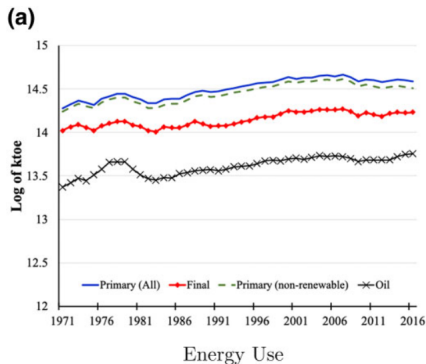 (a)
15
14.5
14
13.5
13
12.5
12
Log of ktoe
Primary (All) Final Primary (non-renewable) Oil
1971 1976 1981 1986 1991 1996 2001 2006 2011 2016
Energy Use